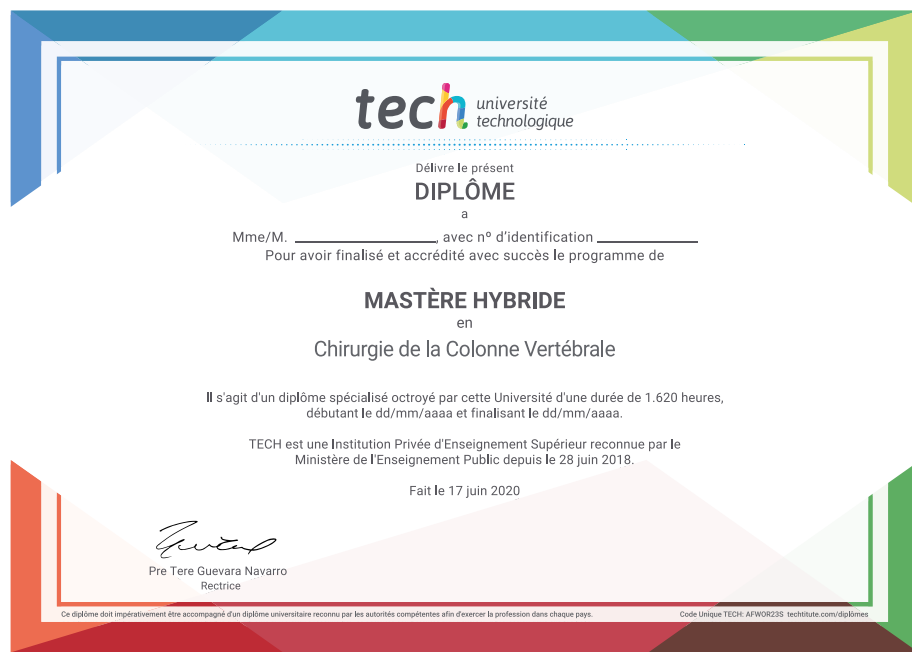 tech université
technologique
Délivre le présent
DIPLÔME
a
Mme/M. ____________, avec nº d'identification ____________
Pour avoir finalisé et accrédité avec succès le programme de
MASTÈRE HYBRIDE
en
Chirurgie de la Colonne Vertébrale
Il s'agit d'un diplôme spécialisé octroyé par cette Université d'une durée de 1.620 heures,
débutant le dd/mm/aaaa et finalisant le dd/mm/aaaa.
TECH est une Institution Privée d'Enseignement Supérieur reconnue par le
Ministère de l'Enseignement Public depuis le 28 juin 2018.
Fait le 17 juin 2020
Pre Tere Guevara Navarro
Rectrice
Ce diplôme doit impérativement être accompagné d'un diplôme universitaire reconnu par les autorités compétentes afin d'exercer la profession dans chaque pays.
Code Unique TECH: AFWOR23S techtitute.com/diplômes